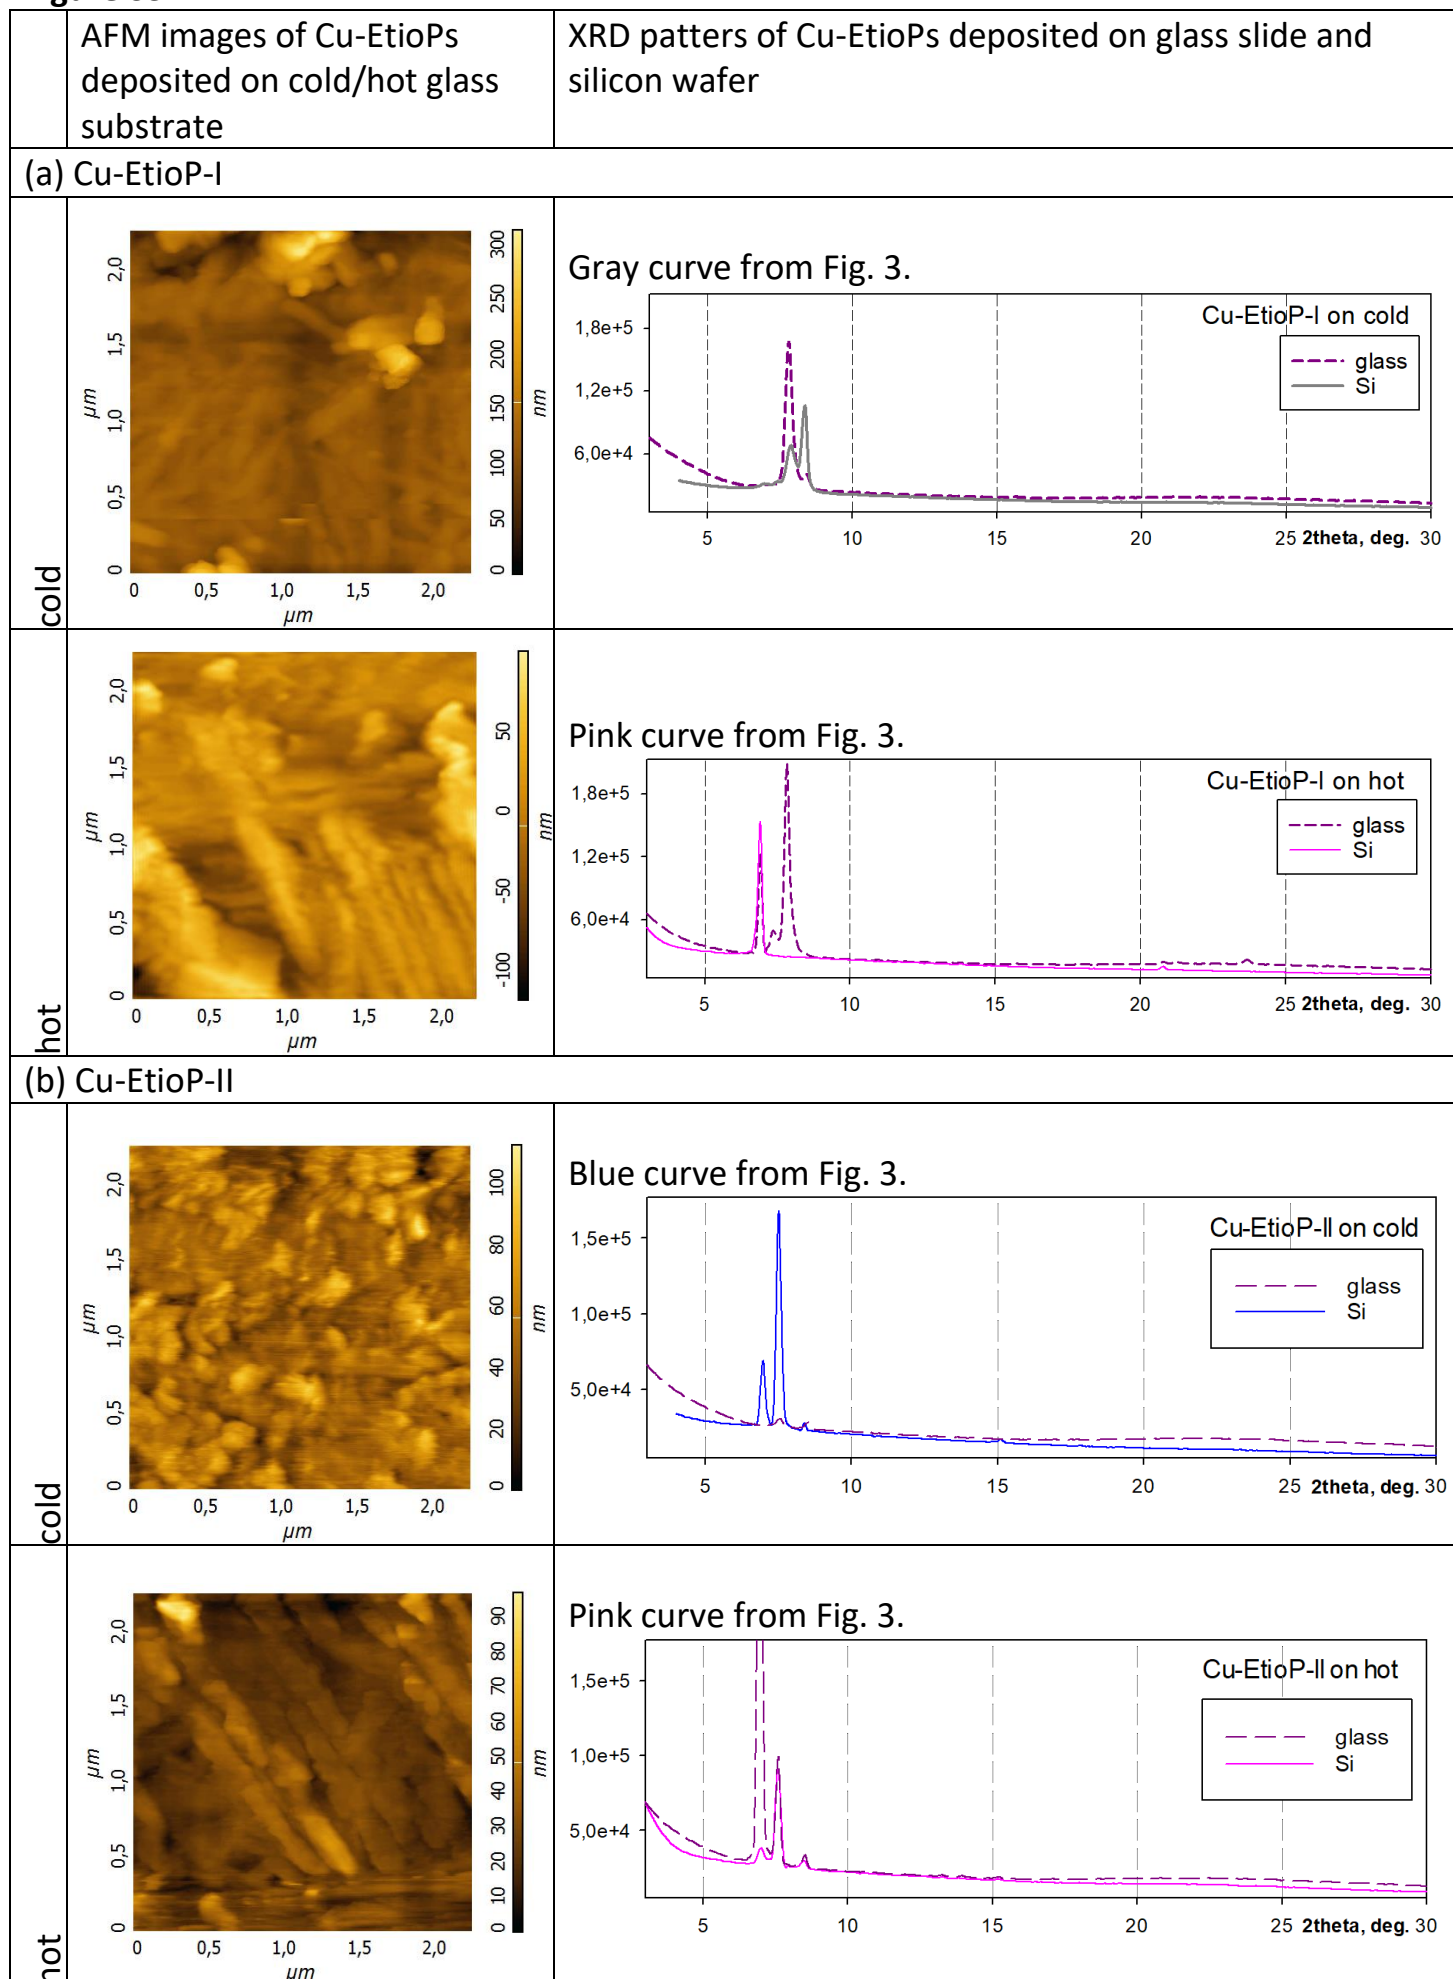 AFM images of Cu-EtioPs
deposited on cold/hot glass
substrate
XRD patters of Cu-EtioPs deposited on glass slide and
silicon wafer
(a) Cu-EtioP-I
cold
2,0
1,5
1,0
0,5
0
µm
0 0,5 1,0 1,5 2,0
µm
300
250
200
150
100
50
0
nm
Gray curve from Fig. 3.
Cu-EtioP-I on cold
glass
Si
1,8e+5
1,2e+5
6,0e+4
5 10 15 20 25 2theta, deg. 30
hot
2,0
1,5
1,0
0,5
0
µm
0 0,5 1,0 1,5 2,0
µm
50
0
-50
-100
nm
Pink curve from Fig. 3.
Cu-EtioP-I on hot
glass
Si
1,8e+5
1,2e+5
6,0e+4
5 10 15 20 25 2theta, deg. 30
(b) Cu-EtioP-II
cold
2,0
1,5
1,0
0,5
0
µm
0 0,5 1,0 1,5 2,0
µm
100
80
60
40
20
0
nm
Blue curve from Fig. 3.
Cu-EtioP-II on cold
glass
Si
1,5e+5
1,0e+5
5,0e+4
5 10 15 20 25 2theta, deg. 30
hot
2,0
1,5
1,0
0,5
0
µm
0 0,5 1,0 1,5 2,0
µm
90
80
70
60
50
40
30
20
10
0
nm
Pink curve from Fig. 3.
Cu-EtioP-II on hot
glass
Si
1,5e+5
1,0e+5
5,0e+4
5 10 15 20 25 2theta, deg. 30